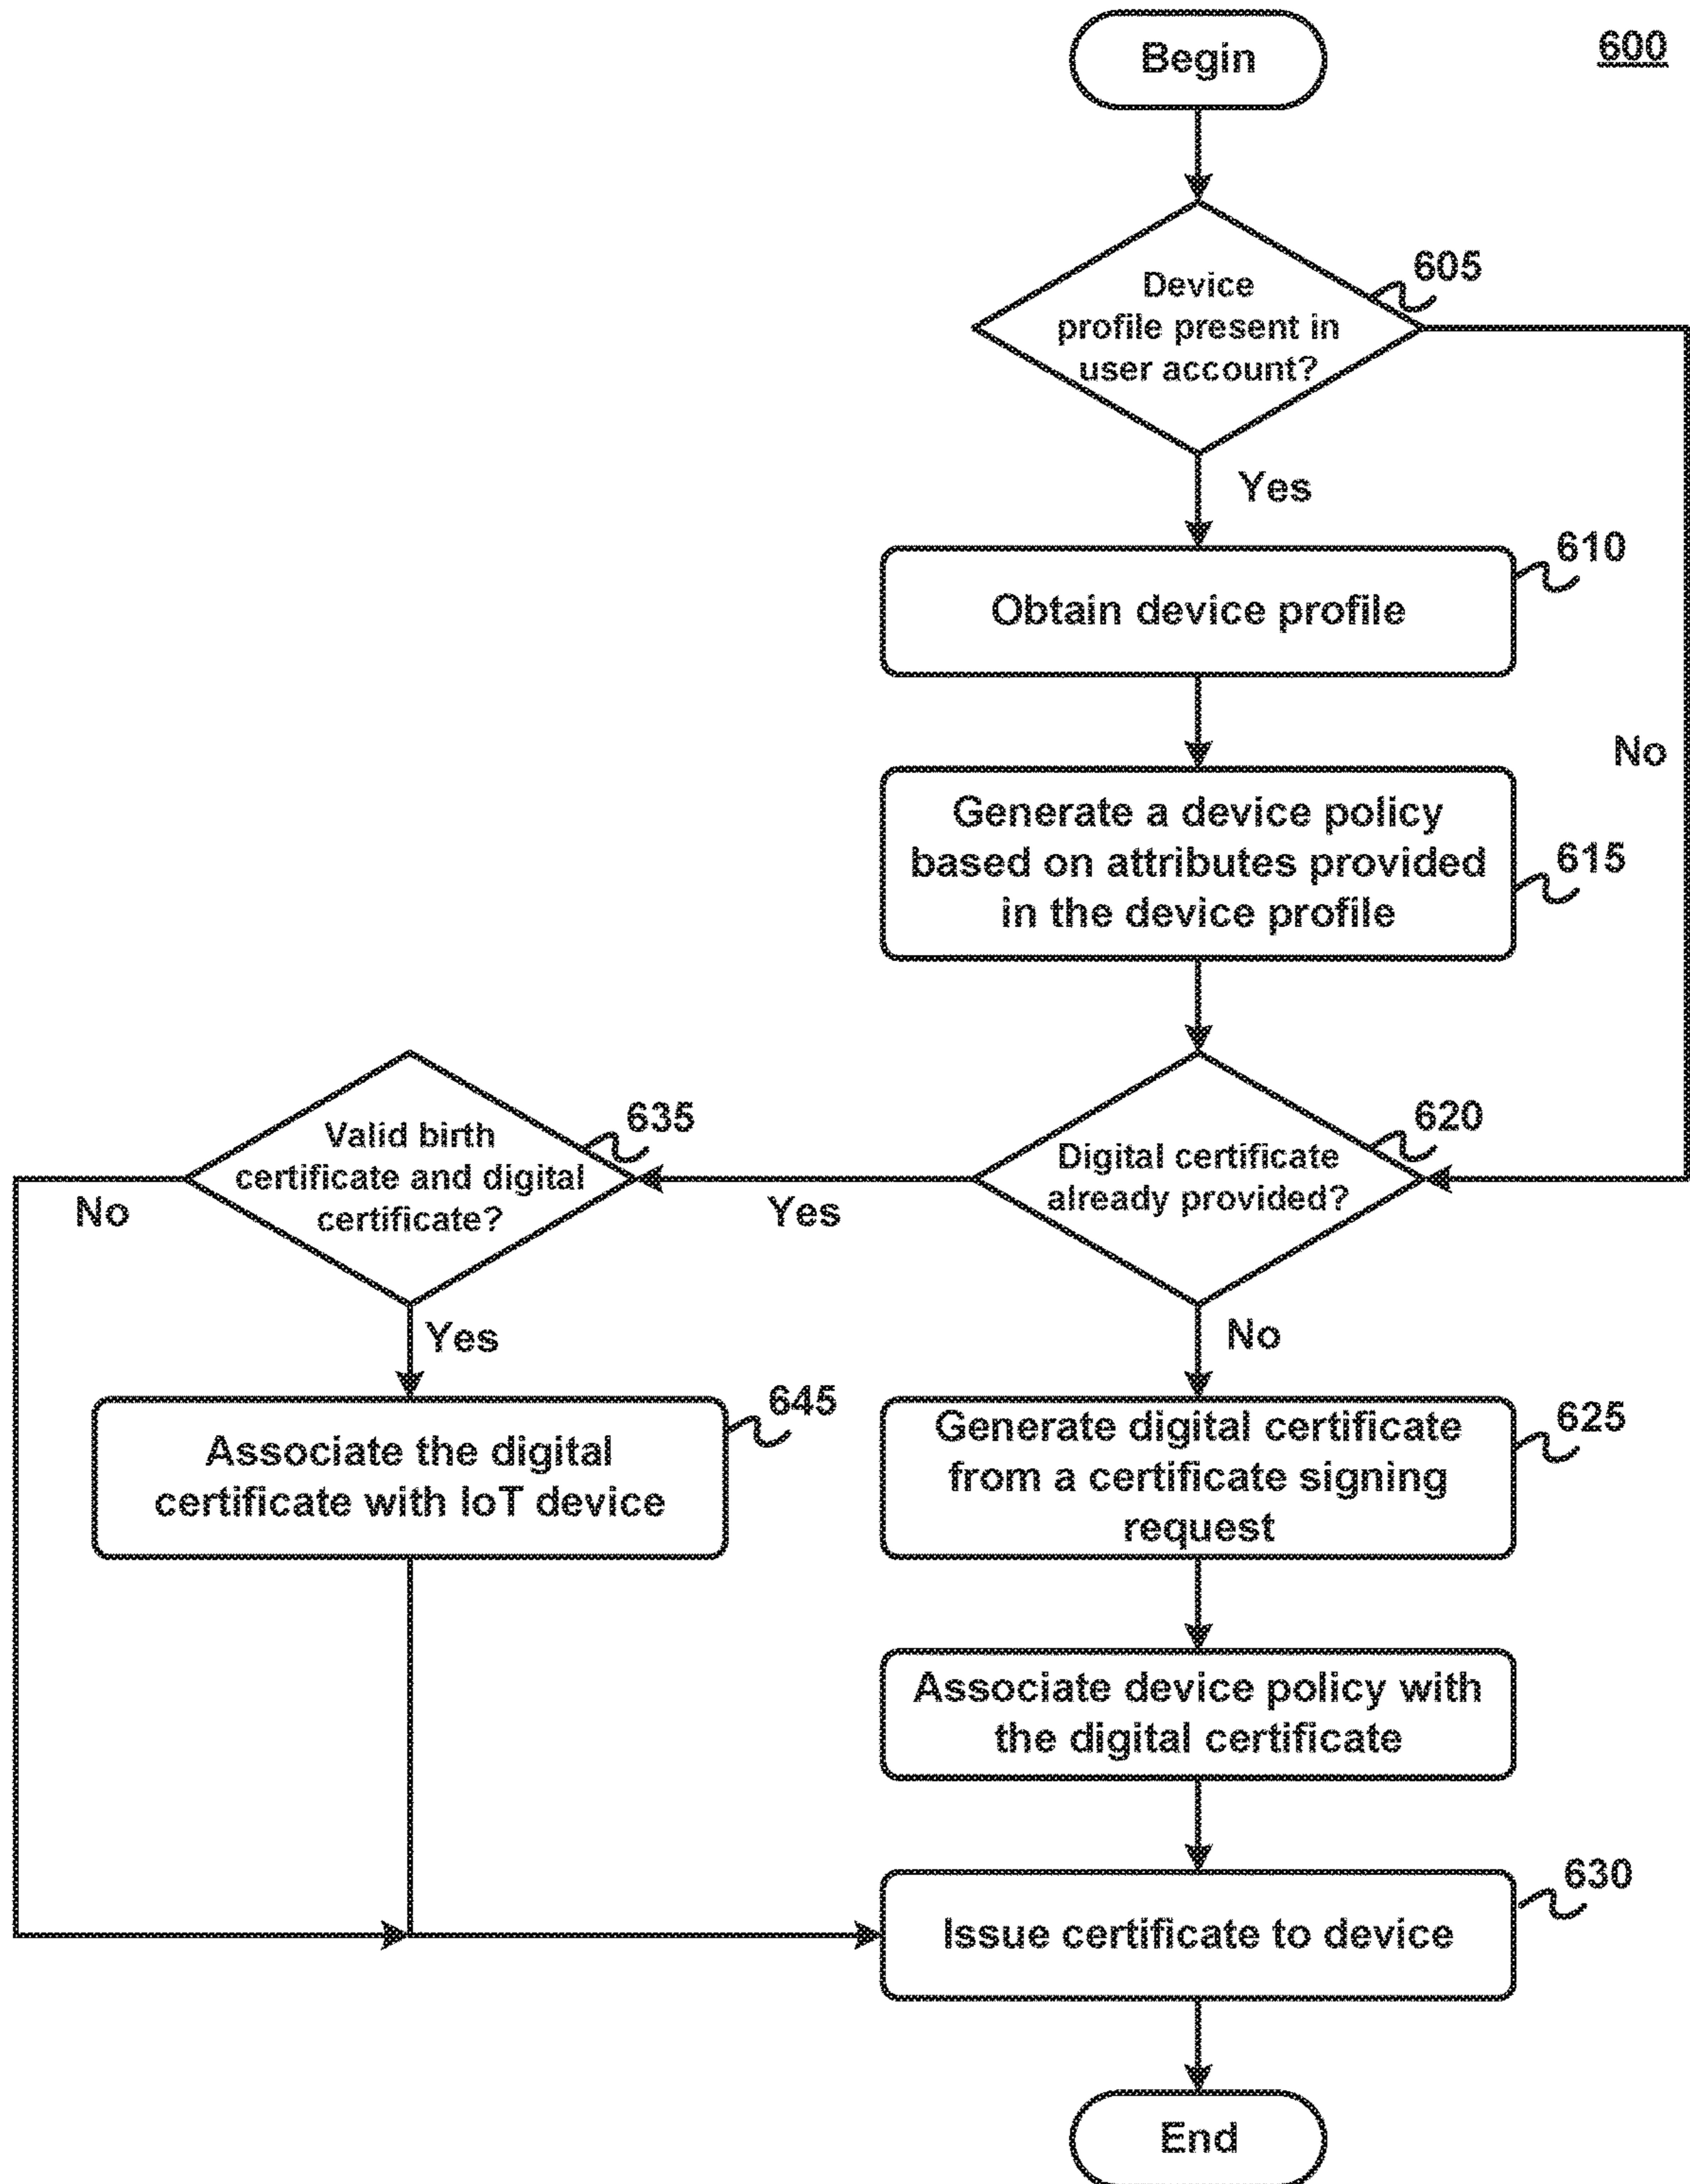 600
Begin
Device
profile present in
user account?
605
Yes
610
Obtain device profile
No
Generate a device policy
based on attributes provided
in the device profile
615
Valid birth
certificate and digital
certificate?
635
Digital certificate
already provided?
620
No
Yes
Yes
No
Associate the digital
certificate with IoT device
645
Generate digital certificate
from a certificate signing
request
625
Associate device policy with
the digital certificate
Issue certificate to device
630
End